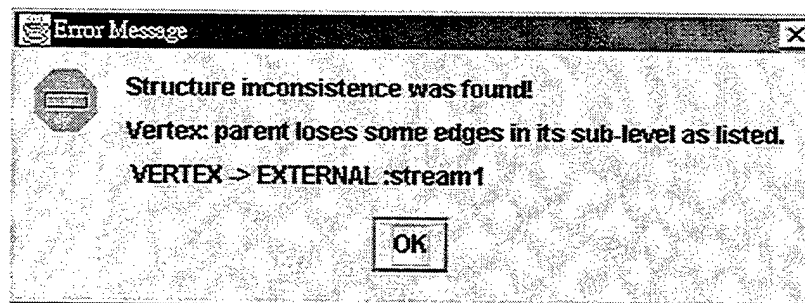 Error Message
Structure inconsistence was found!
Vertex: parent loses some edges in its sub-level as listed.
VERTEX -> EXTERNAL :stream1
OK